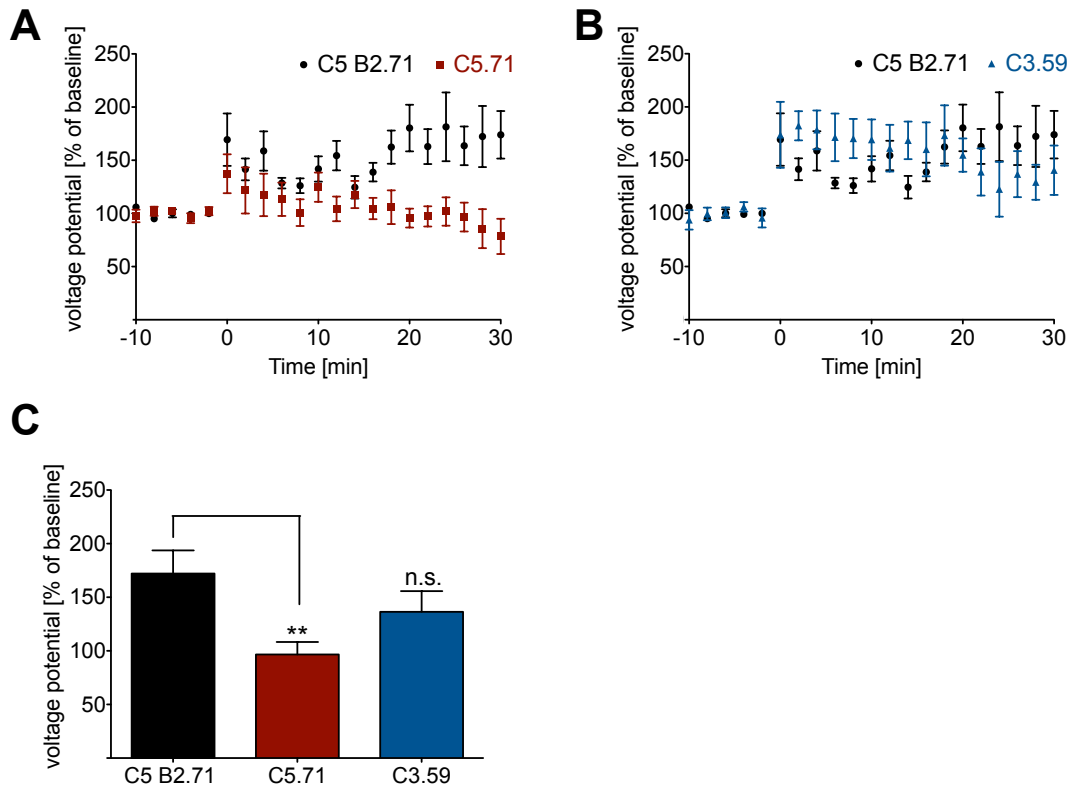 A
C5 B2.71 C5.71
voltage potential [% of baseline]
250
200
150
100
50
-10 0 10 20 30
Time [min]
B
C5 B2.71 C3.59
voltage potential [% of baseline]
250
200
150
100
50
-10 0 10 20 30
Time [min]
C
voltage potential [% of baseline]
250
200
150
100
50
**
n.s.
C5 B2.71 C5.71 C3.59